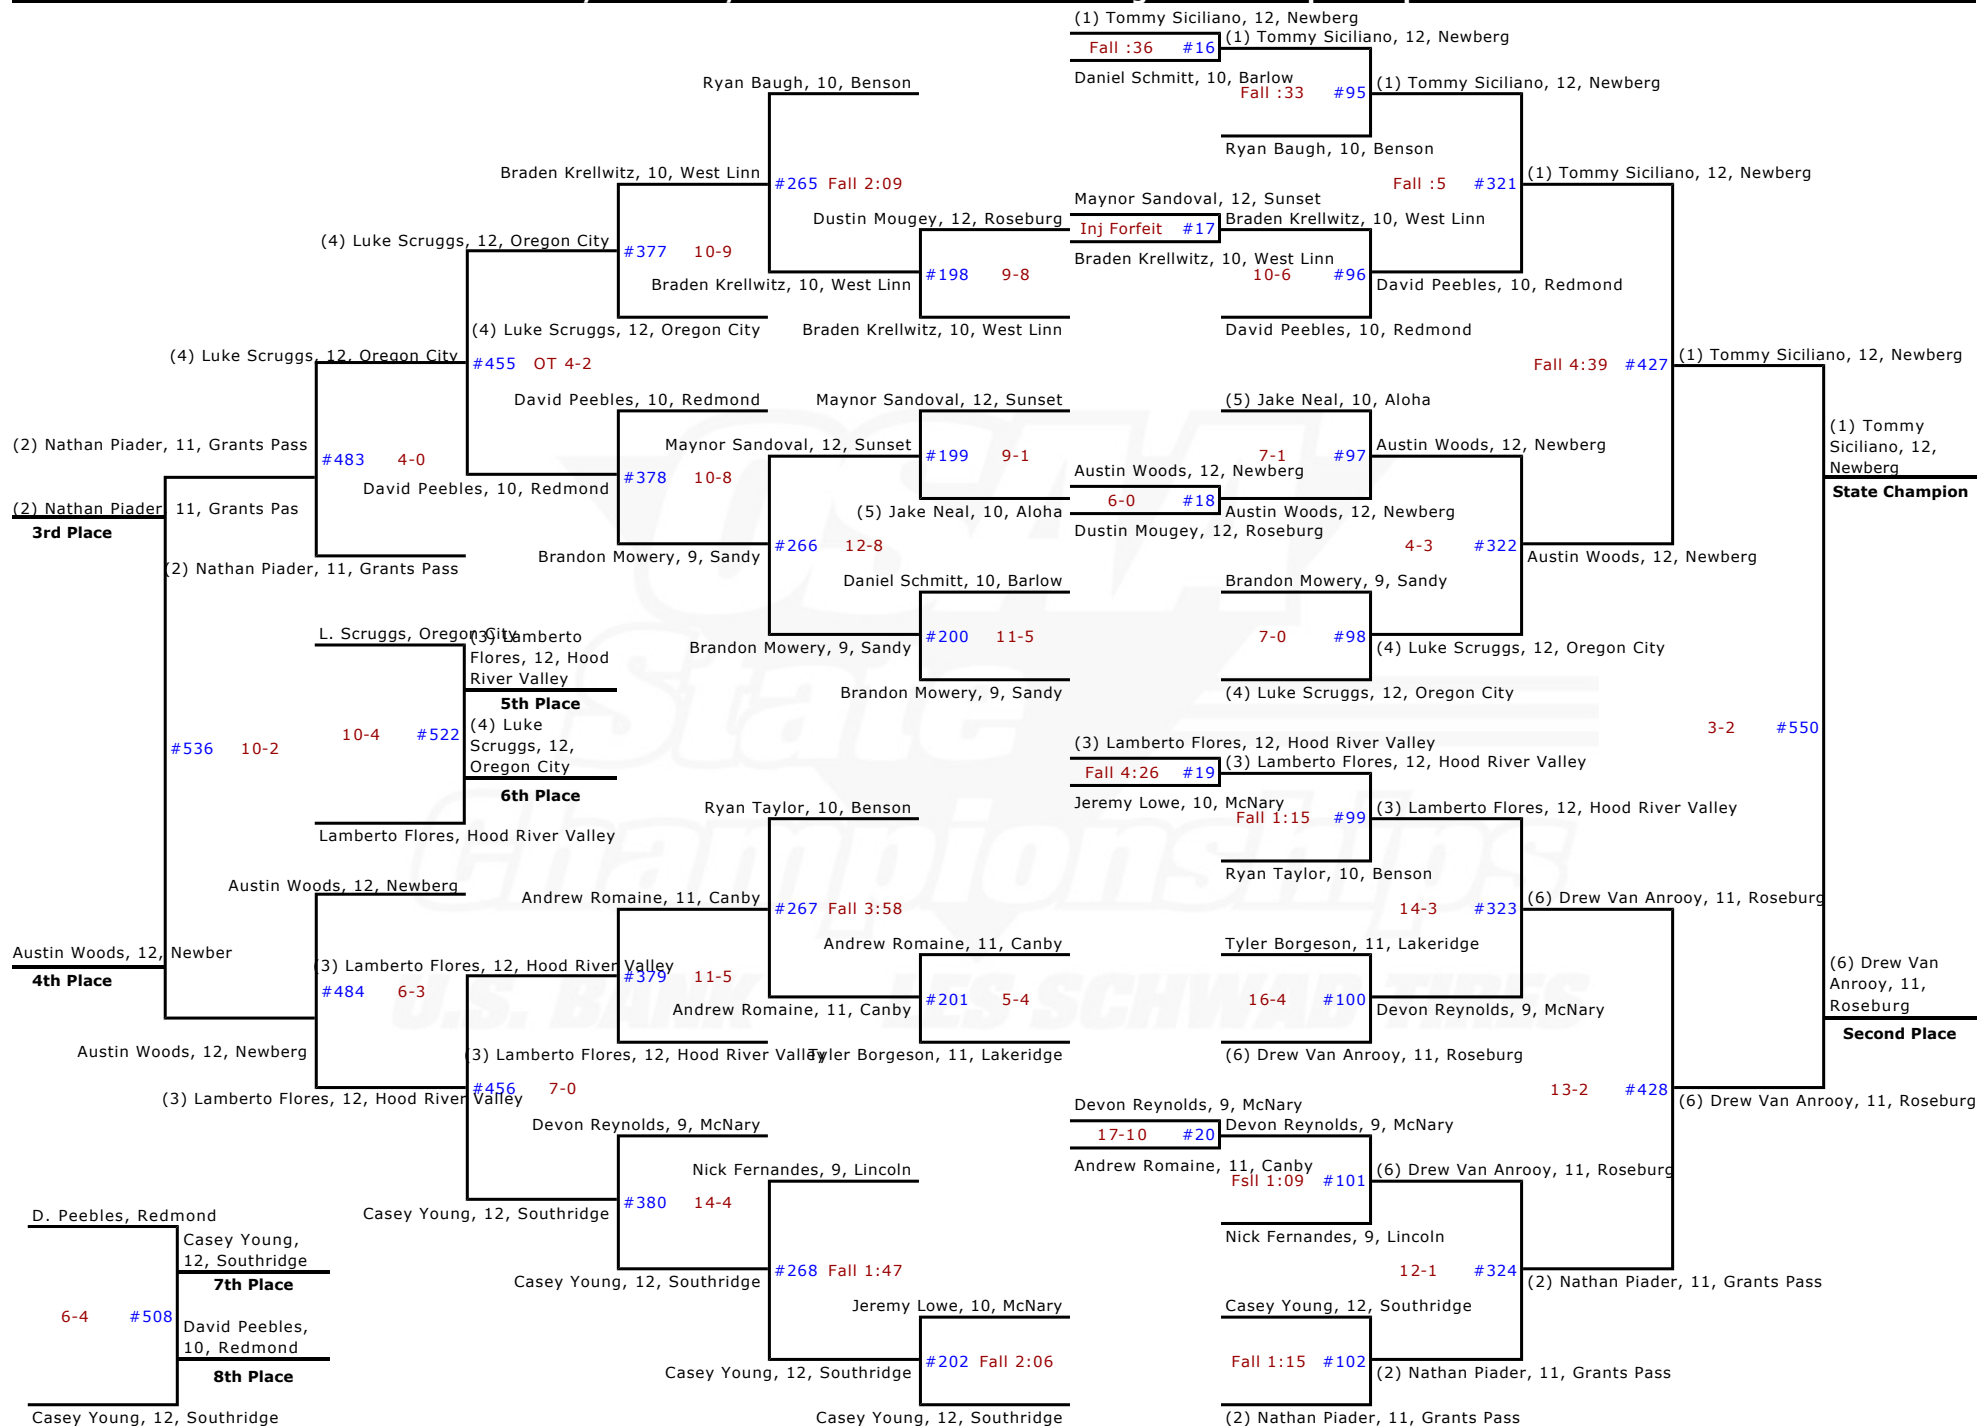 (1) Tommy Siciliano, 12, Newberg
Fall :36 #16
(1) Tommy Siciliano, 12, Newberg
Daniel Schmitt, 10, Barlow
Fall :33 #95
(1) Tommy Siciliano, 12, Newberg
Ryan Baugh, 10, Benson
Ryan Baugh, 10, Benson
Braden Krellwitz, 10, West Linn
#265 Fall 2:09
Fall :5 #321
(1) Tommy Siciliano, 12, Newberg
Maynor Sandoval, 12, Sunset
Dustin Mougey, 12, Roseburg
Inj Forfeit #17
Braden Krellwitz, 10, West Linn
(4) Luke Scruggs, 12, Oregon City
#377 10-9
Braden Krellwitz, 10, West Linn
#198 9-8
10-6 #96
Braden Krellwitz, 10, West Linn
David Peebles, 10, Redmond
(4) Luke Scruggs, 12, Oregon City
Braden Krellwitz, 10, West Linn
David Peebles, 10, Redmond
(4) Luke Scruggs, 12, Oregon City
#455 OT 4-2
Fall 4:39 #427
(1) Tommy Siciliano, 12, Newberg
David Peebles, 10, Redmond
Maynor Sandoval, 12, Sunset
(5) Jake Neal, 10, Aloha
(1) Tommy
Siciliano, 12,
Newberg
State Champion
(2) Nathan Piader, 11, Grants Pass
#483 4-0
Maynor Sandoval, 12, Sunset
#199 9-1
7-1 #97
Austin Woods, 12, Newberg
Austin Woods, 12, Newberg
David Peebles, 10, Redmond
#378 10-8
6-0 #18
(2) Nathan Piader, 11, Grants Pas
3rd Place
(5) Jake Neal, 10, Aloha
Austin Woods, 12, Newberg
Dustin Mougey, 12, Roseburg
Brandon Mowery, 9, Sandy
#266 12-8
4-3 #322
Austin Woods, 12, Newberg
(2) Nathan Piader, 11, Grants Pass
Daniel Schmitt, 10, Barlow
Brandon Mowery, 9, Sandy
OSAA
State
Championships
U.S. BANK LES SCHWAB TIRES
L. Scruggs, Oregon City
(3) Lamberto
Flores, 12, Hood
River Valley
5th Place
Brandon Mowery, 9, Sandy
#200 11-5
7-0 #98
(4) Luke Scruggs, 12, Oregon City
Brandon Mowery, 9, Sandy
(4) Luke Scruggs, 12, Oregon City
#536 10-2
10-4 #522
(4) Luke
Scruggs, 12,
Oregon City
6th Place
3-2 #550
(3) Lamberto Flores, 12, Hood River Valley
Fall 4:26 #19
(3) Lamberto Flores, 12, Hood River Valley
Jeremy Lowe, 10, McNary
Ryan Taylor, 10, Benson
Fall 1:15 #99
(3) Lamberto Flores, 12, Hood River Valley
Lamberto Flores, Hood River Valley
Ryan Taylor, 10, Benson
Austin Woods, 12, Newberg
Andrew Romaine, 11, Canby
#267 Fall 3:58
14-3 #323
(6) Drew Van Anrooy, 11, Roseburg
Andrew Romaine, 11, Canby
Tyler Borgeson, 11, Lakeridge
Austin Woods, 12, Newber
4th Place
(3) Lamberto Flores, 12, Hood River Valley
#379 11-5
#484 6-3
(6) Drew Van
Anrooy, 11,
Roseburg
Second Place
Andrew Romaine, 11, Canby
#201 5-4
16-4 #100
Devon Reynolds, 9, McNary
Austin Woods, 12, Newberg
(3) Lamberto Flores, 12, Hood River Valley
Tyler Borgeson, 11, Lakeridge
(6) Drew Van Anrooy, 11, Roseburg
(3) Lamberto Flores, 12, Hood River Valley
#456 7-0
13-2 #428
(6) Drew Van Anrooy, 11, Roseburg
Devon Reynolds, 9, McNary
Devon Reynolds, 9, McNary
17-10 #20
Devon Reynolds, 9, McNary
Andrew Romaine, 11, Canby
Nick Fernandes, 9, Lincoln
Fsll 1:09 #101
(6) Drew Van Anrooy, 11, Roseburg
Casey Young, 12, Southridge
#380 14-4
Nick Fernandes, 9, Lincoln
D. Peebles, Redmond
Casey Young,
12, Southridge
7th Place
Casey Young, 12, Southridge
#268 Fall 1:47
12-1 #324
(2) Nathan Piader, 11, Grants Pass
Jeremy Lowe, 10, McNary
Casey Young, 12, Southridge
6-4 #508
David Peebles,
10, Redmond
8th Place
Casey Young, 12, Southridge
#202 Fall 2:06
Fall 1:15 #102
(2) Nathan Piader, 11, Grants Pass
Casey Young, 12, Southridge
Casey Young, 12, Southridge
(2) Nathan Piader, 11, Grants Pass